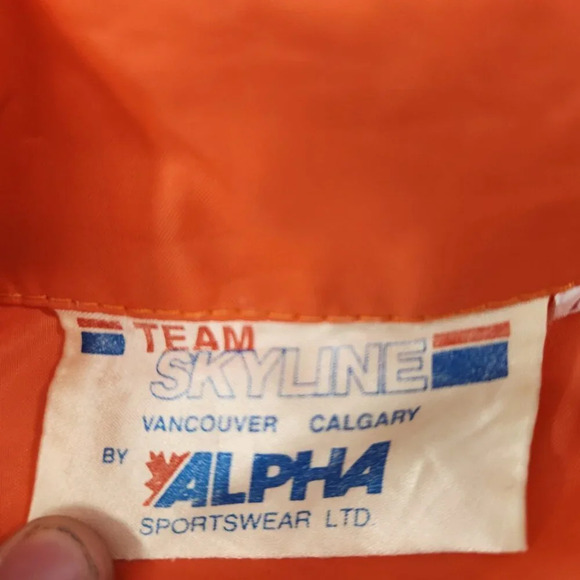 TEAM
SKYLINE
VANCOUVER CALGARY
BY ALPHA
SPORTSWEAR LTD.